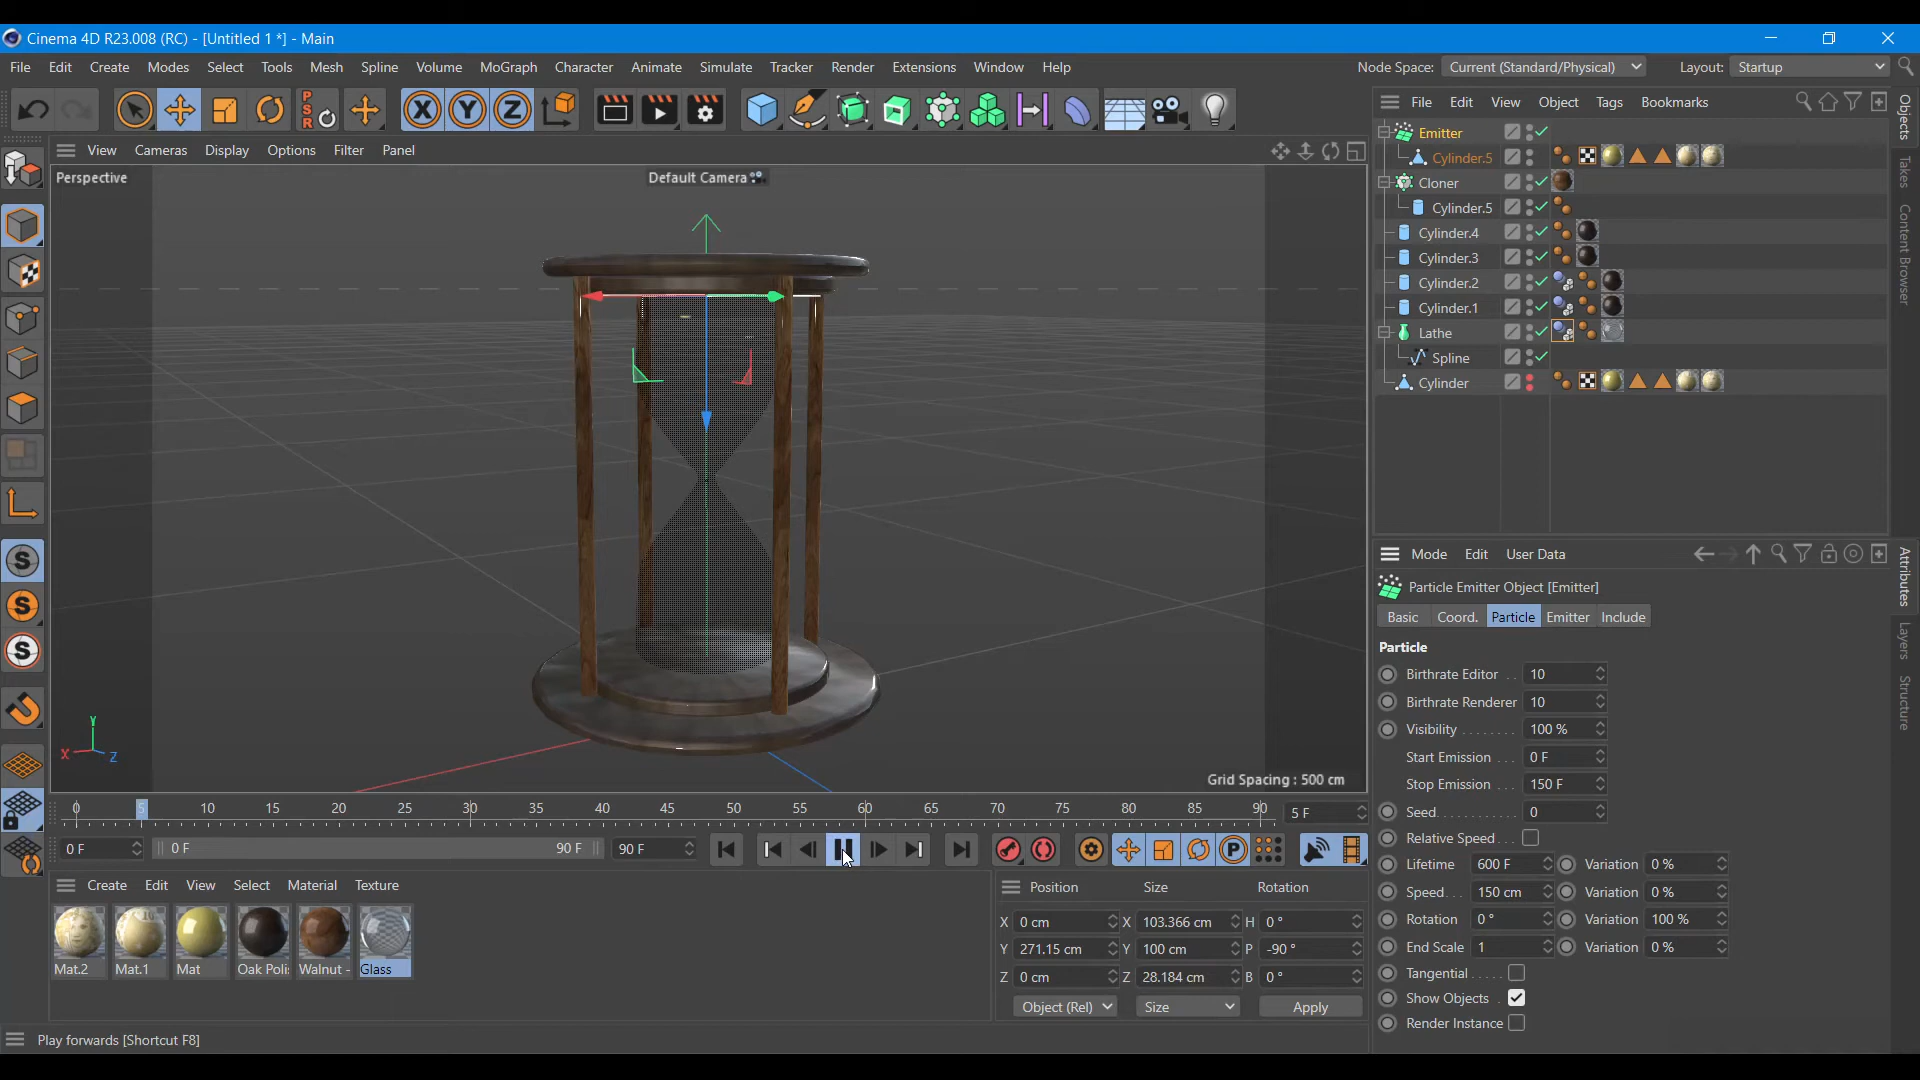 Cinema 4D R23.008 (RC) - [Untitled 1 *] - Main
File Edit Create Modes Select Tools Mesh Spline Volume MoGraph Character Animate Simulate Tracker Render Extensions Window Help
Node Space: Current (Standard/Physical) Layout: Startup
View Cameras Display Options Filter Panel
Perspective
Default Camera
Grid Spacing : 500 cm
0 5 10 15 20 25 30 35 40 45 50 55 60 65 70 75 80 85 90
5 F
0 F
0 F
90 F
90 F
Create Edit View Select Material Texture
Mat.2
Mat.1
Mat
Oak Poli
Walnut -
Glass
Position Size Rotation
X 0 cm X 103.366 cm H 0 °
Y 271.15 cm Y 100 cm P -90 °
Z 0 cm Z 28.184 cm B 0 °
Object (Rel) Size Apply
Play forwards [Shortcut F8]
File Edit View Object Tags Bookmarks
Emitter
Cylinder.5
Cloner
Cylinder.5
Cylinder.4
Cylinder.3
Cylinder.2
Cylinder.1
Lathe
Spline
Cylinder
Objects
Takes
Content Browser
Mode Edit User Data
Particle Emitter Object [Emitter]
Basic Coord. Particle Emitter Include
Particle
Birthrate Editor . . 10
Birthrate Renderer 10
Visibility . . . . . . . . 100 %
Start Emission . . . 0 F
Stop Emission . . . 150 F
Seed. . . . . . . . . . . . 0
Relative Speed. . .
Lifetime 600 F Variation 0 %
Speed. . . 150 cm Variation 0 %
Rotation 0 ° Variation 100 %
End Scale 1 Variation 0 %
Tangential . . . . .
Show Objects .
Render Instance
Attributes
Layers
Structure
X
Y
Z